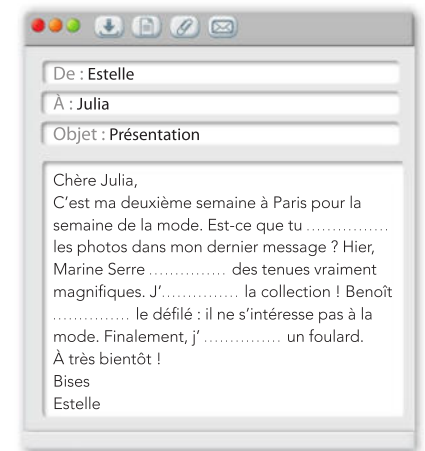 De : Estelle
À : Julia
Objet : Présentation
Chère Julia,
C'est ma deuxième semaine à Paris pour la
semaine de la mode. Est-ce que tu ................
les photos dans mon dernier message ? Hier,
Marine Serre ............... des tenues vraiment
magnifiques. J'............... la collection ! Benoît
............... le défilé : il ne s'intéresse pas à la
mode. Finalement, j' ............... un foulard.
À très bientôt !
Bises
Estelle